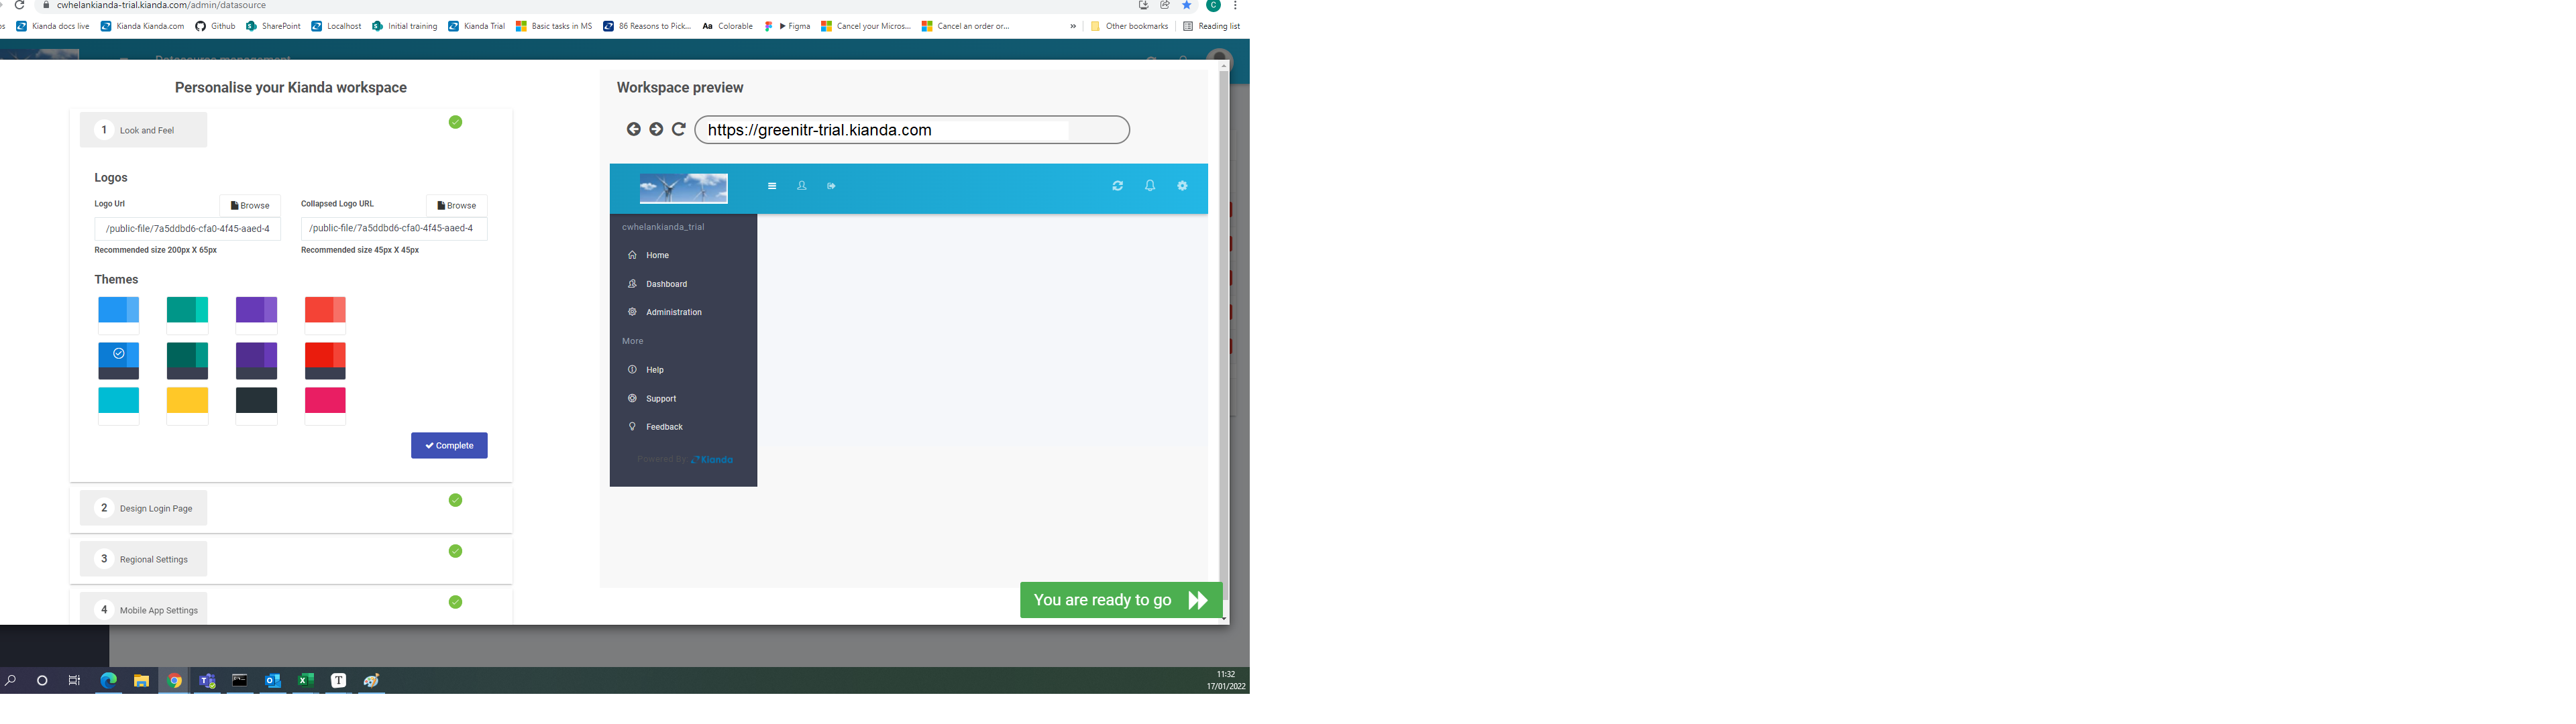 cwhelankianda-trial.kianda.com/admin/datasource
Kianda docs live Kianda Kianda.com Github SharePoint Localhost Initial training Kianda Trial Basic tasks in MS 86 Reasons to Pick... Aa Colorable Figma Cancel your Micros... Cancel an order or... » Other bookmarks Reading list
C
Personalise your Kianda workspace
1 Look and Feel
Logos
Logo Url Browse Collapsed Logo URL Browse
/public-file/7a5ddbd6-cfa0-4f45-aaed-4 /public-file/7a5ddbd6-cfa0-4f45-aaed-4
Recommended size 200px X 65px Recommended size 45px X 45px
Themes
Complete
2 Design Login Page
3 Regional Settings
4 Mobile App Settings
Workspace preview
https://greenitr-trial.kianda.com
cwhelankianda_trial
Home
Dashboard
Administration
More
Help
Support
Feedback
Powered By Kianda
You are ready to go
11:32
17/01/2022